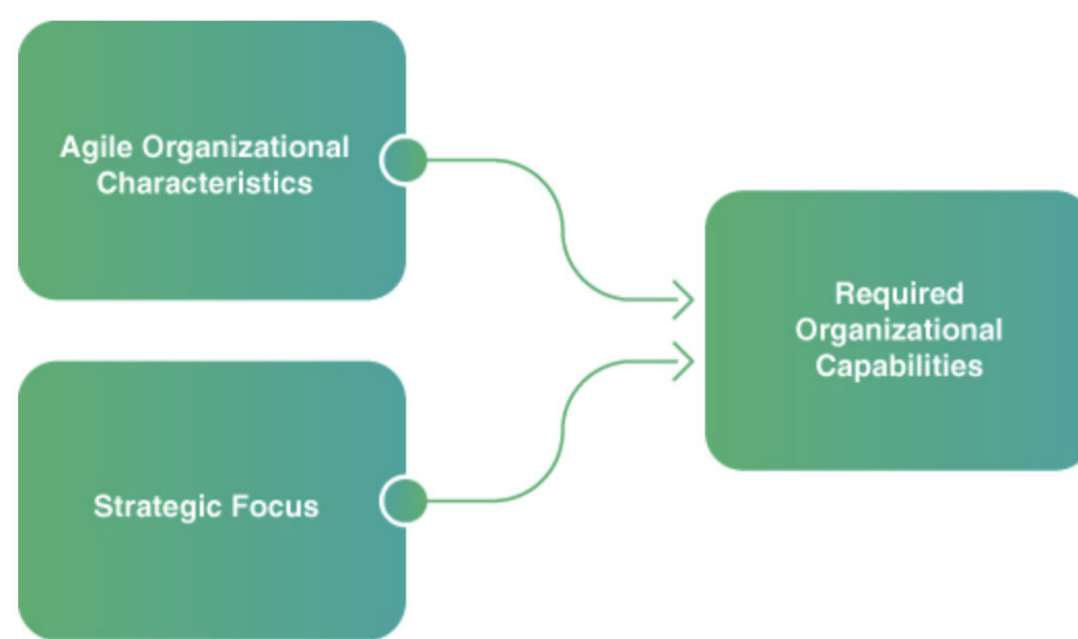 Agile Organizational
Characteristics
Strategic Focus
Required
Organizational
Capabilities